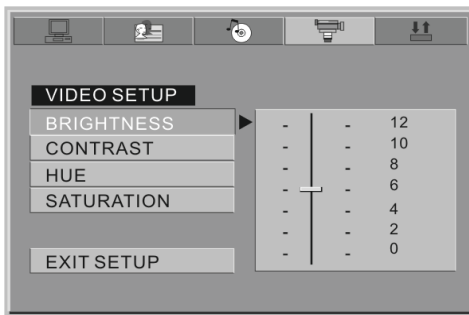 VIDEO SETUP
BRIGHTNESS
CONTRAST
HUE
SATURATION
EXIT SETUP
12
10
8
6
4
2
0